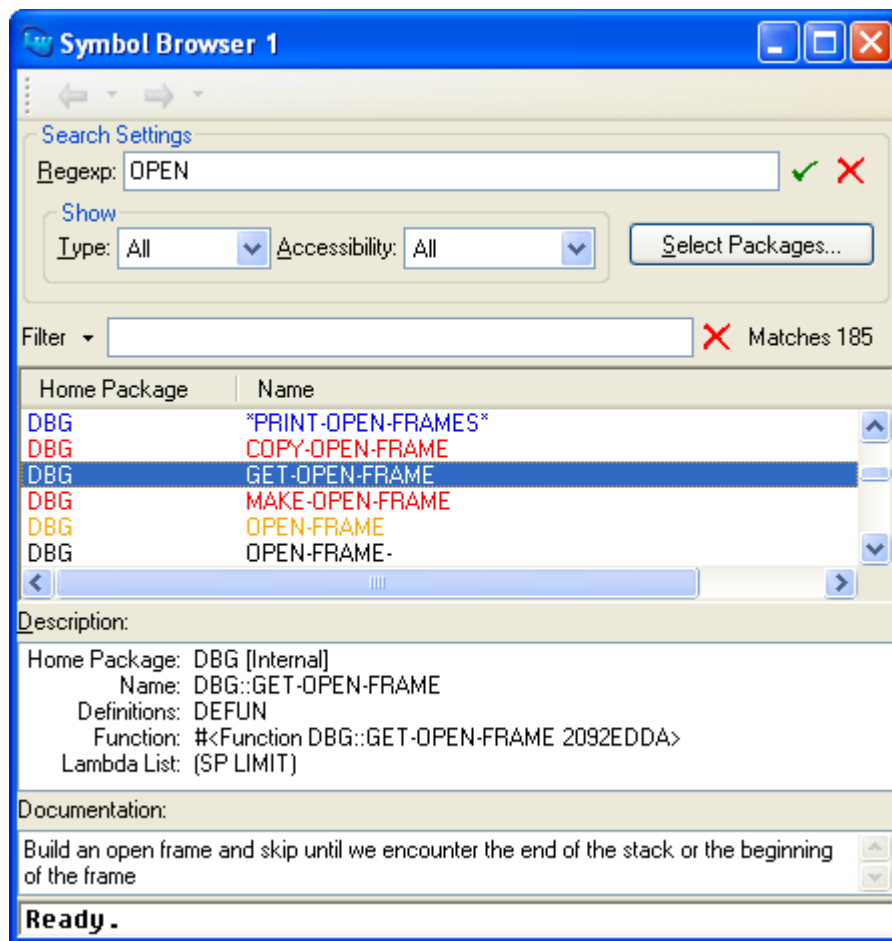 Symbol Browser 1
Search Settings
Regexp: OPEN
Show
Type: All Accessibility: All Select Packages...
Filter Matches 185
Home Package Name
DBG *PRINT-OPEN-FRAMES*
DBG COPY-OPEN-FRAME
DBG GET-OPEN-FRAME
DBG MAKE-OPEN-FRAME
DBG OPEN-FRAME
DBG OPEN-FRAME-
Description:
Home Package: DBG [Internal]
Name: DBG::GET-OPEN-FRAME
Definitions: DEFUN
Function: #<Function DBG::GET-OPEN-FRAME 2092EDDA>
Lambda List: (SP LIMIT)
Documentation:
Build an open frame and skip until we encounter the end of the stack or the beginning
of the frame
Ready.